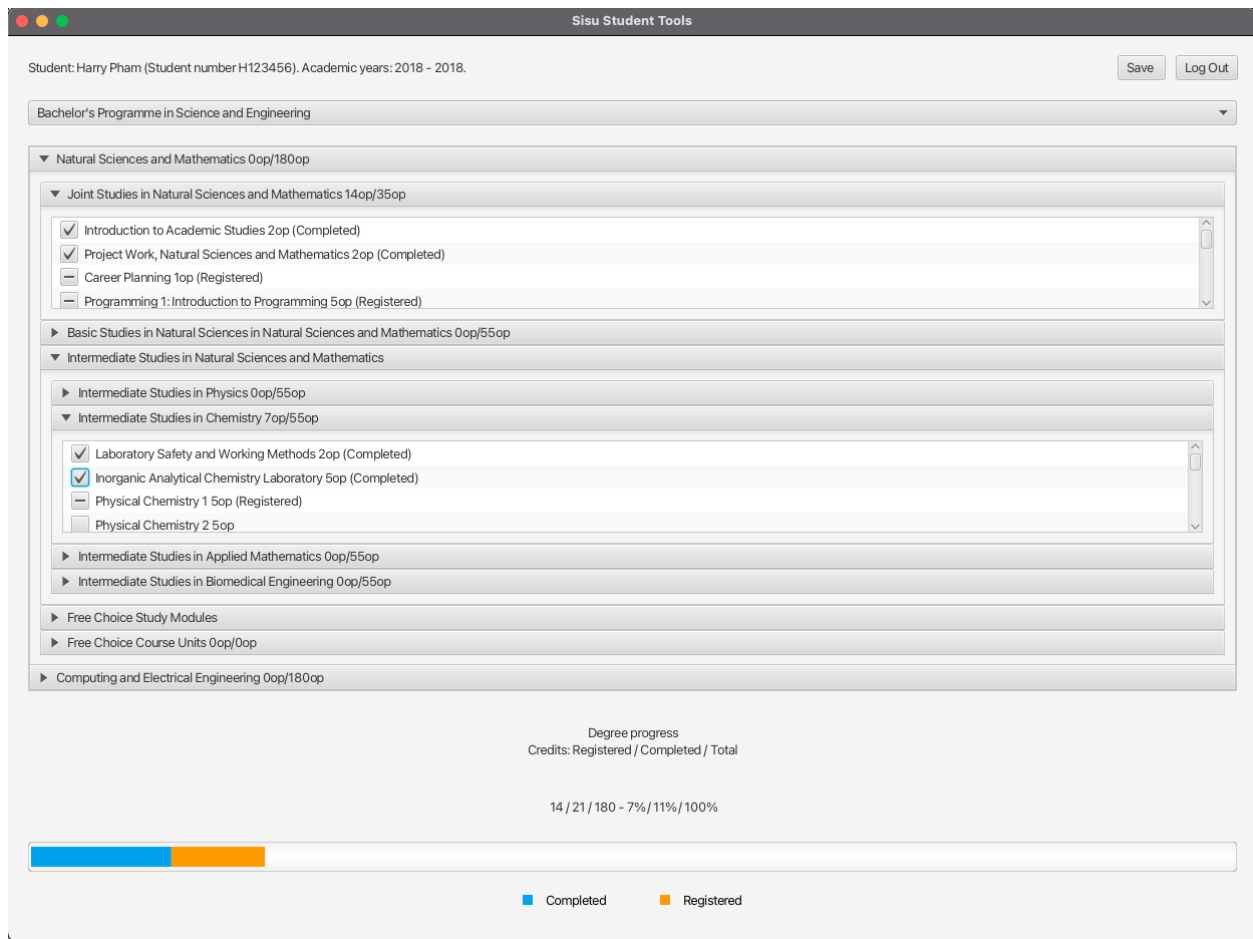 Sisu Student Tools
Student: Harry Pham (Student number H123456). Academic years: 2018 - 2018.
Save
Log Out
Bachelor's Programme in Science and Engineering
Natural Sciences and Mathematics 0op/180op
Joint Studies in Natural Sciences and Mathematics 14op/35op
Introduction to Academic Studies 2op (Completed)
Project Work, Natural Sciences and Mathematics 2op (Completed)
Career Planning 1op (Registered)
Programming 1: Introduction to Programming 5op (Registered)
Basic Studies in Natural Sciences in Natural Sciences and Mathematics 0op/55op
Intermediate Studies in Natural Sciences and Mathematics
Intermediate Studies in Physics 0op/55op
Intermediate Studies in Chemistry 7op/55op
Laboratory Safety and Working Methods 2op (Completed)
Inorganic Analytical Chemistry Laboratory 5op (Completed)
Physical Chemistry 1 5op (Registered)
Physical Chemistry 2 5op
Intermediate Studies in Applied Mathematics 0op/55op
Intermediate Studies in Biomedical Engineering 0op/55op
Free Choice Study Modules
Free Choice Course Units 0op/0op
Computing and Electrical Engineering 0op/180op
Degree progress
Credits: Registered / Completed / Total
14 / 21 / 180 - 7%/ 11%/ 100%
Completed
Registered